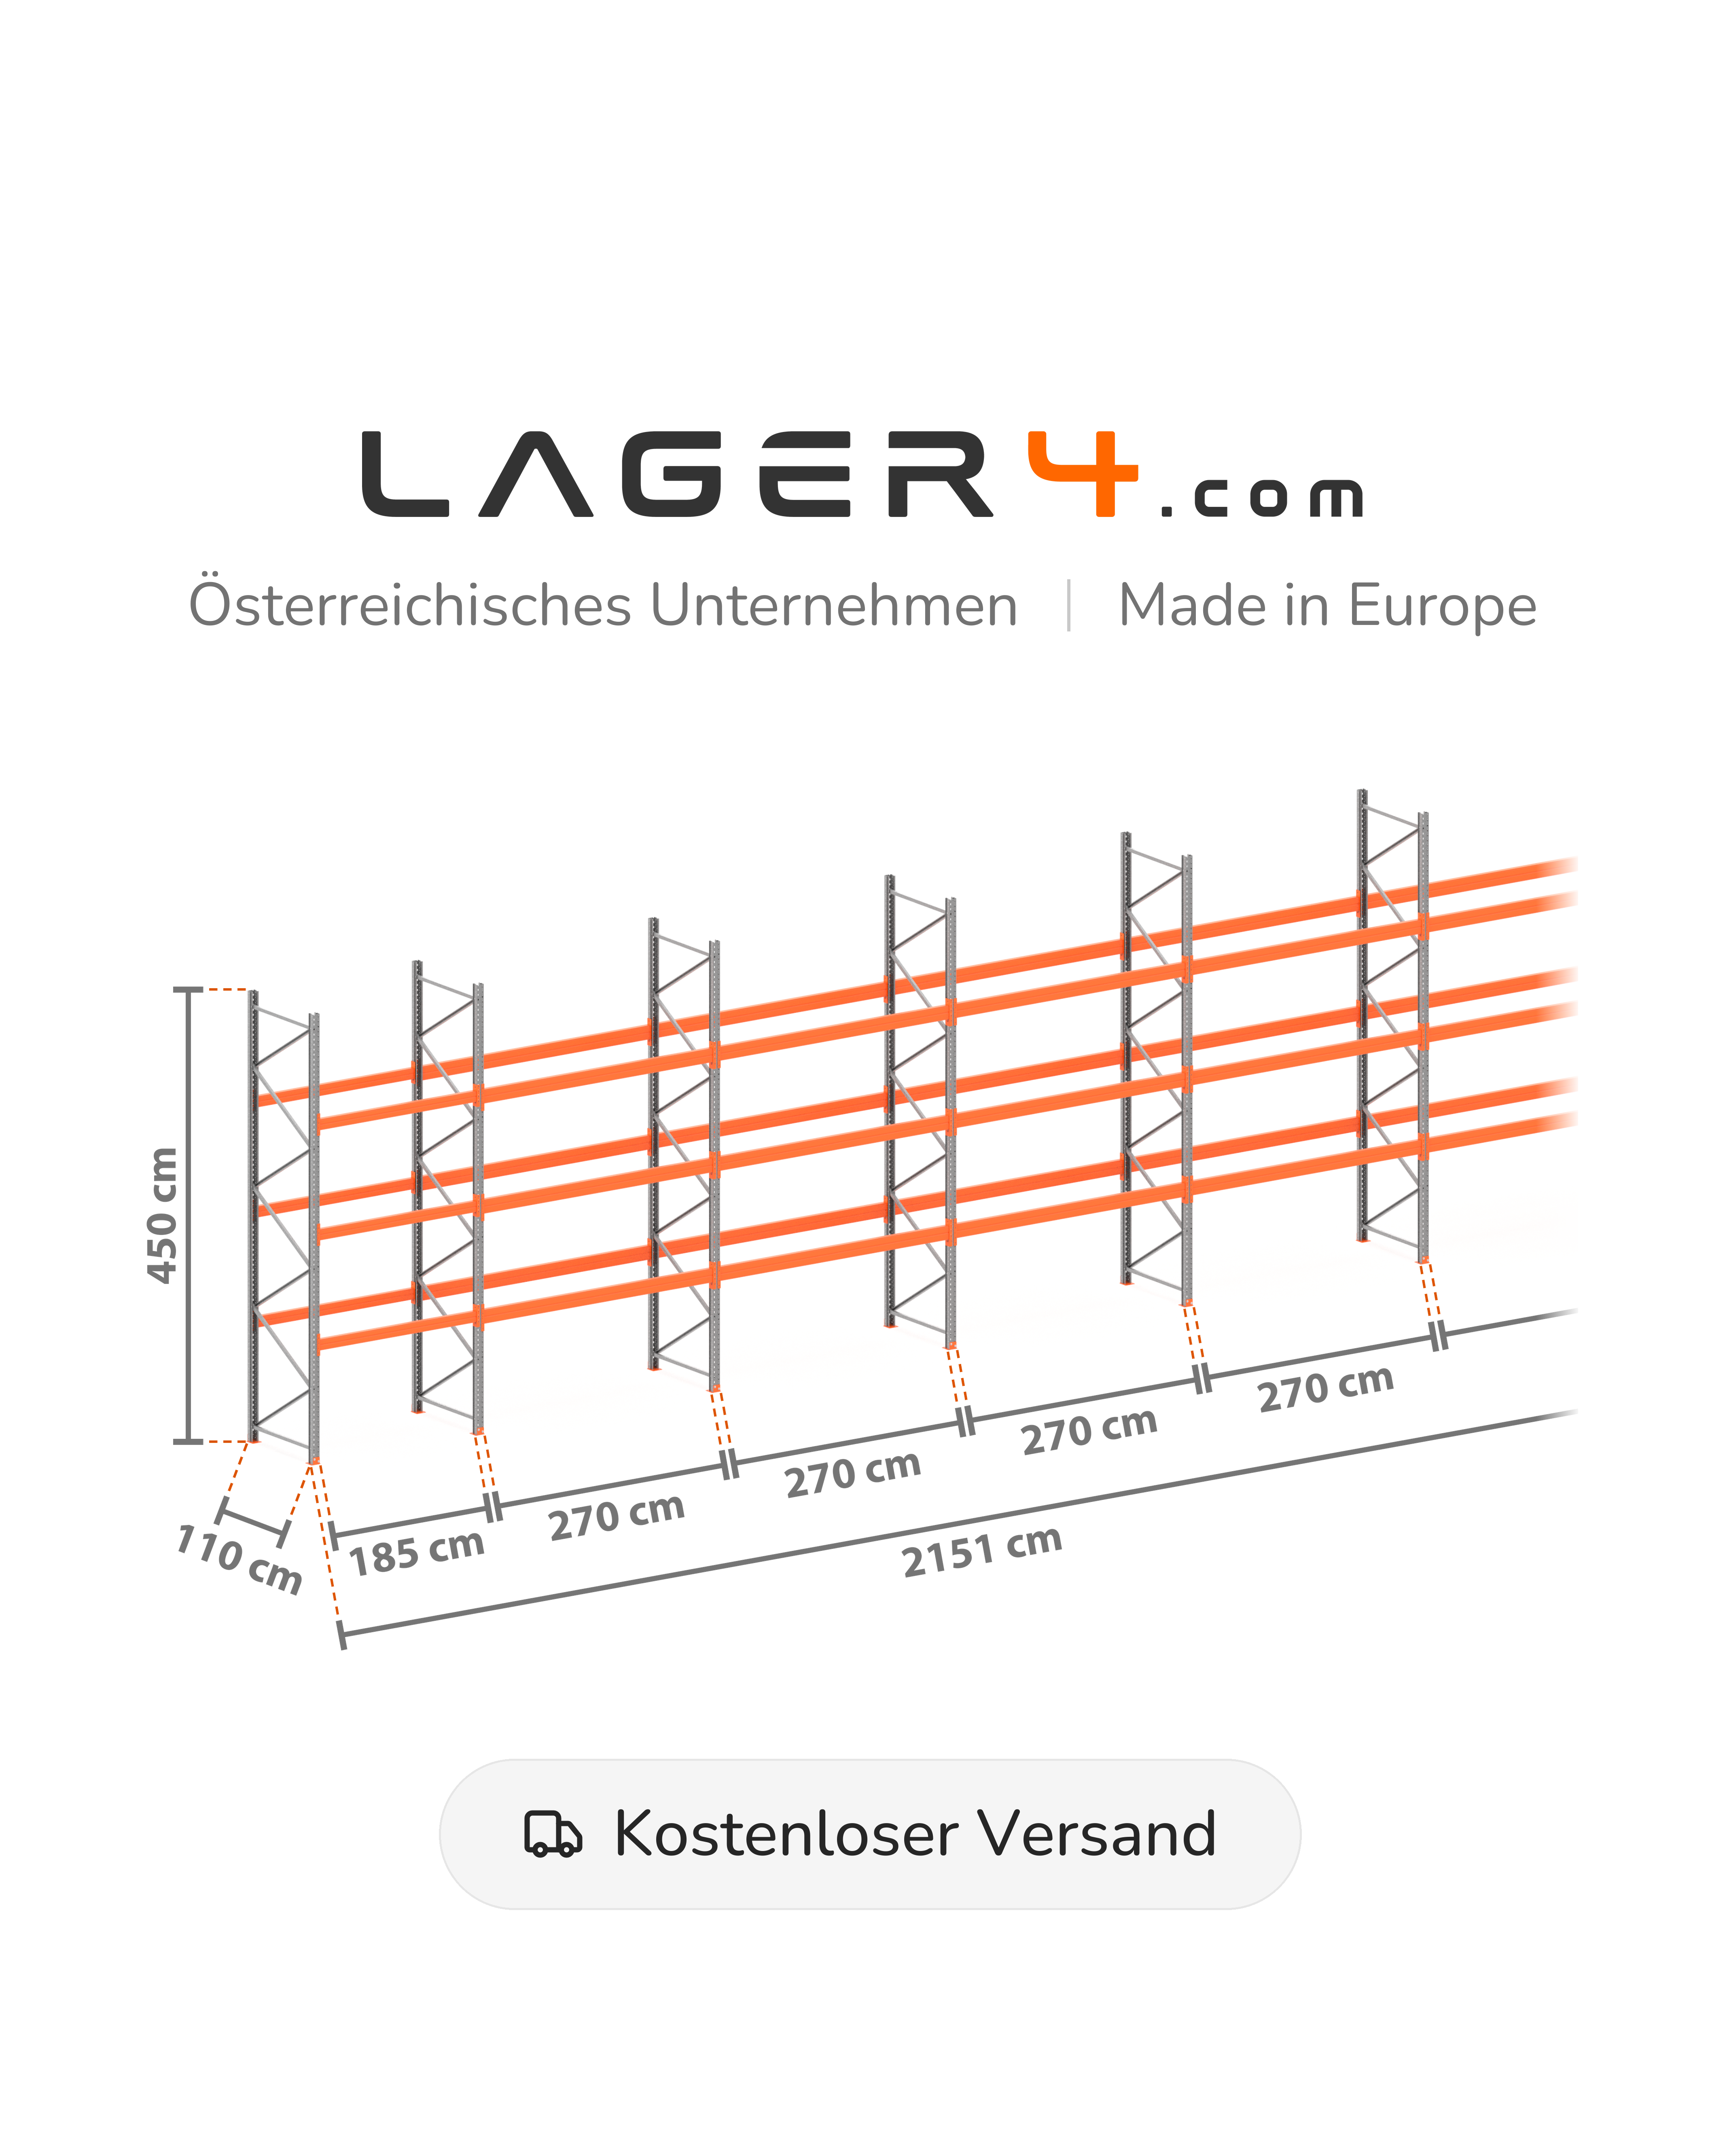 LAGER4.com
Österreichisches Unternehmen | Made in Europe
450 cm
110 cm
185 cm
270 cm
270 cm
270 cm
270 cm
2151 cm
Kostenloser Versand